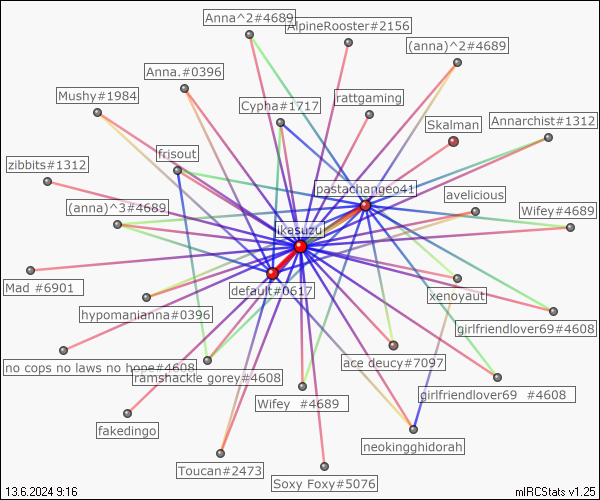 Anna^2#4689
AlpineRooster#2156
(anna)^2#4689
Anna.#0396
Mushy#1984
Cypha#1717
rattgaming
Skalman
Annarchist#1312
frisout
zibbits#1312
pastachangeo41
avelicious
(anna)^3#4689
Wifey#4689
ikesuzu
Mad #6901
default#0617
xenoyaut
hypomanianna#0396
girlfriendlover69#4608
no cops no laws no hope#4608
ace deucy#7097
ramshackle gorey#4608
girlfriendlover69 #4608
Wifey #4689
fakedingo
neokingghidorah
Toucan#2473
Soxy Foxy#5076
13.6.2024 9:16
mIRCStats v1.25